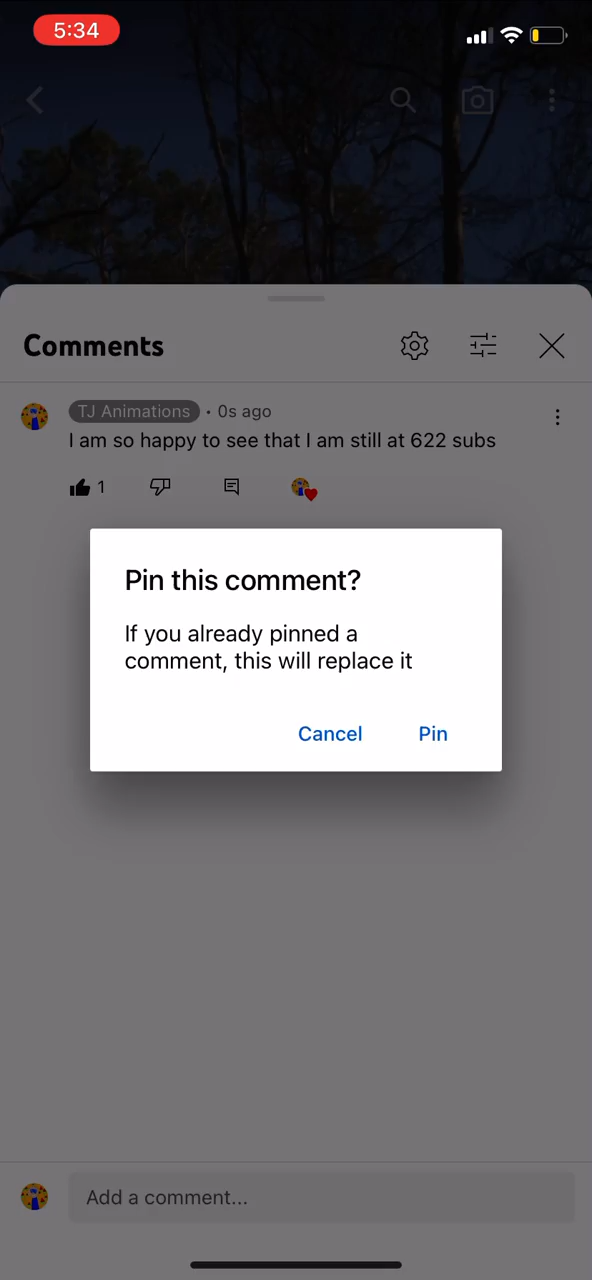 5:34
Comments
TJ Animations • 0s ago
I am so happy to see that I am still at 622 subs
1
Pin this comment?
If you already pinned a
comment, this will replace it
Cancel Pin
Add a comment...